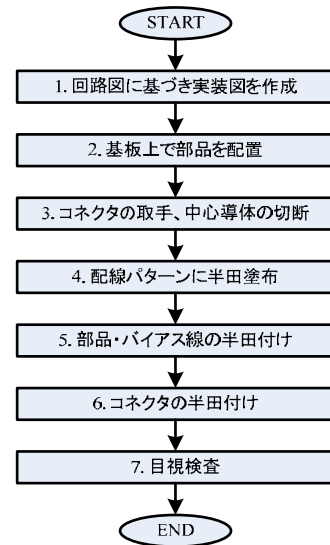 START
1. 回路図に基づき実装図を作成
2. 基板上で部品を配置
3. コネクタの取手、中心導体の切断
4. 配線パターンに半田塗布
5. 部品・バイアス線の半田付け
6. コネクタの半田付け
7. 目視検査
END